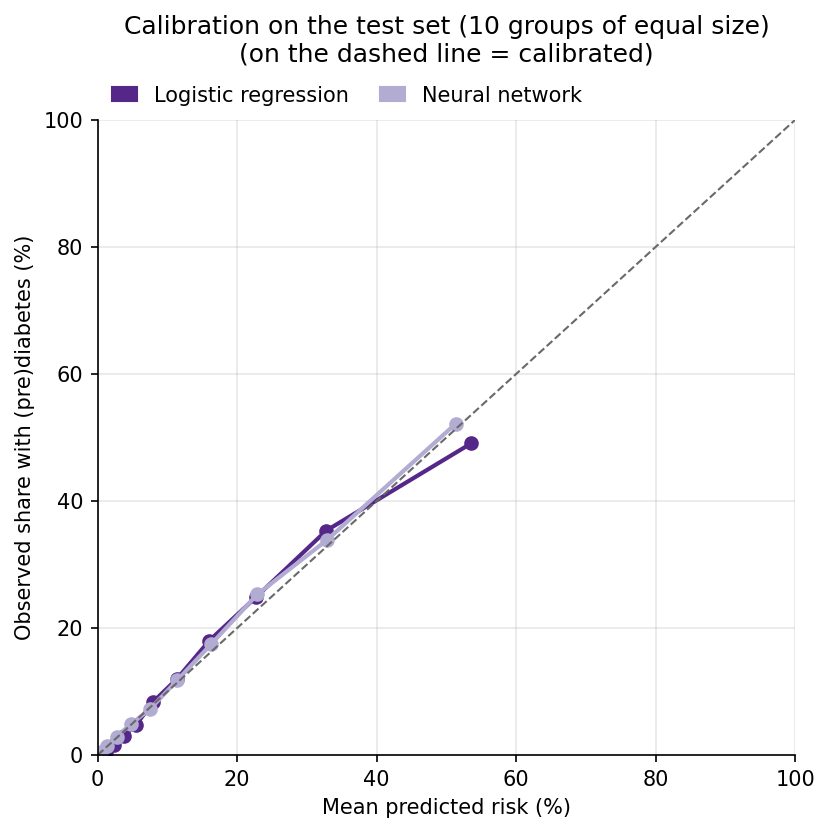 Calibration on the test set (10 groups of equal size)
(on the dashed line = calibrated)
Logistic regression
Neural network
Observed share with (pre)diabetes (%)
100
80
60
40
20
0
0 20 40 60 80 100
Mean predicted risk (%)